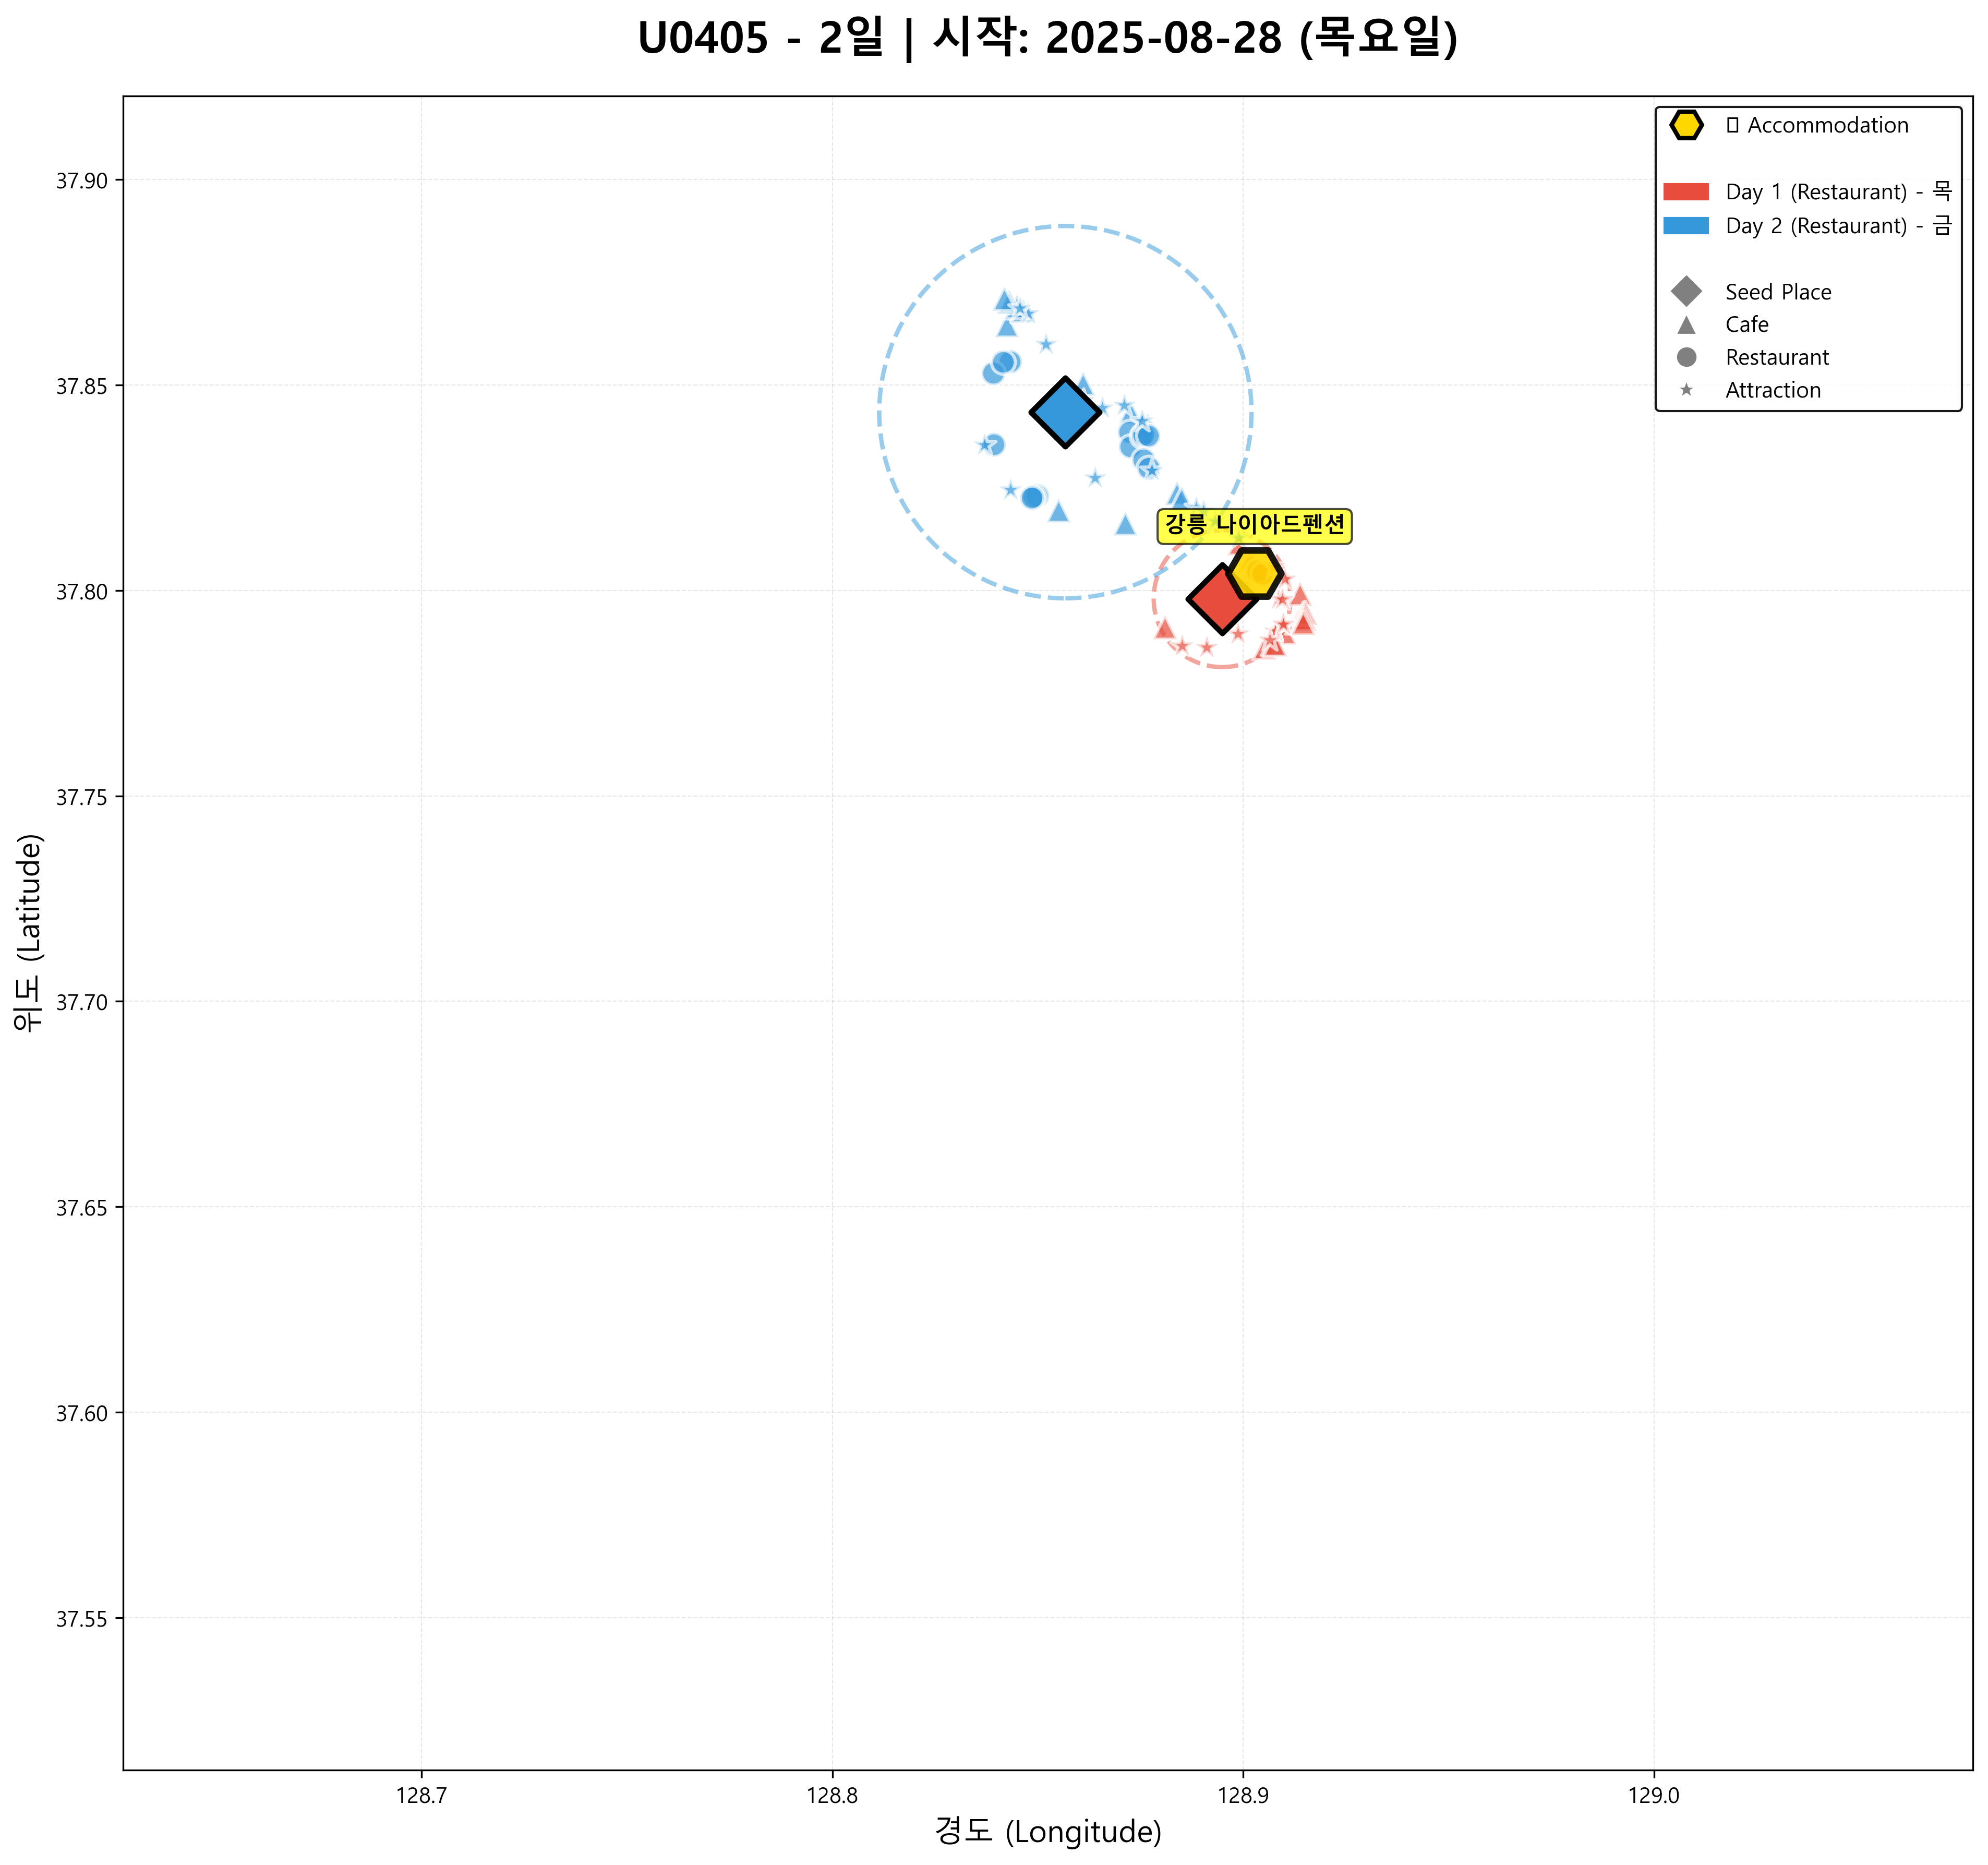 U0405 - 2일 | 시작: 2025-08-28 (목요일)
Accommodation
Day 1 (Restaurant) - 목
Day 2 (Restaurant) - 금
Seed Place
Cafe
Restaurant
Attraction
강릉 나이아드펜션
37.90
37.85
37.80
37.75
37.70
37.65
37.60
37.55
위도 (Latitude)
128.7
128.8
128.9
129.0
경도 (Longitude)